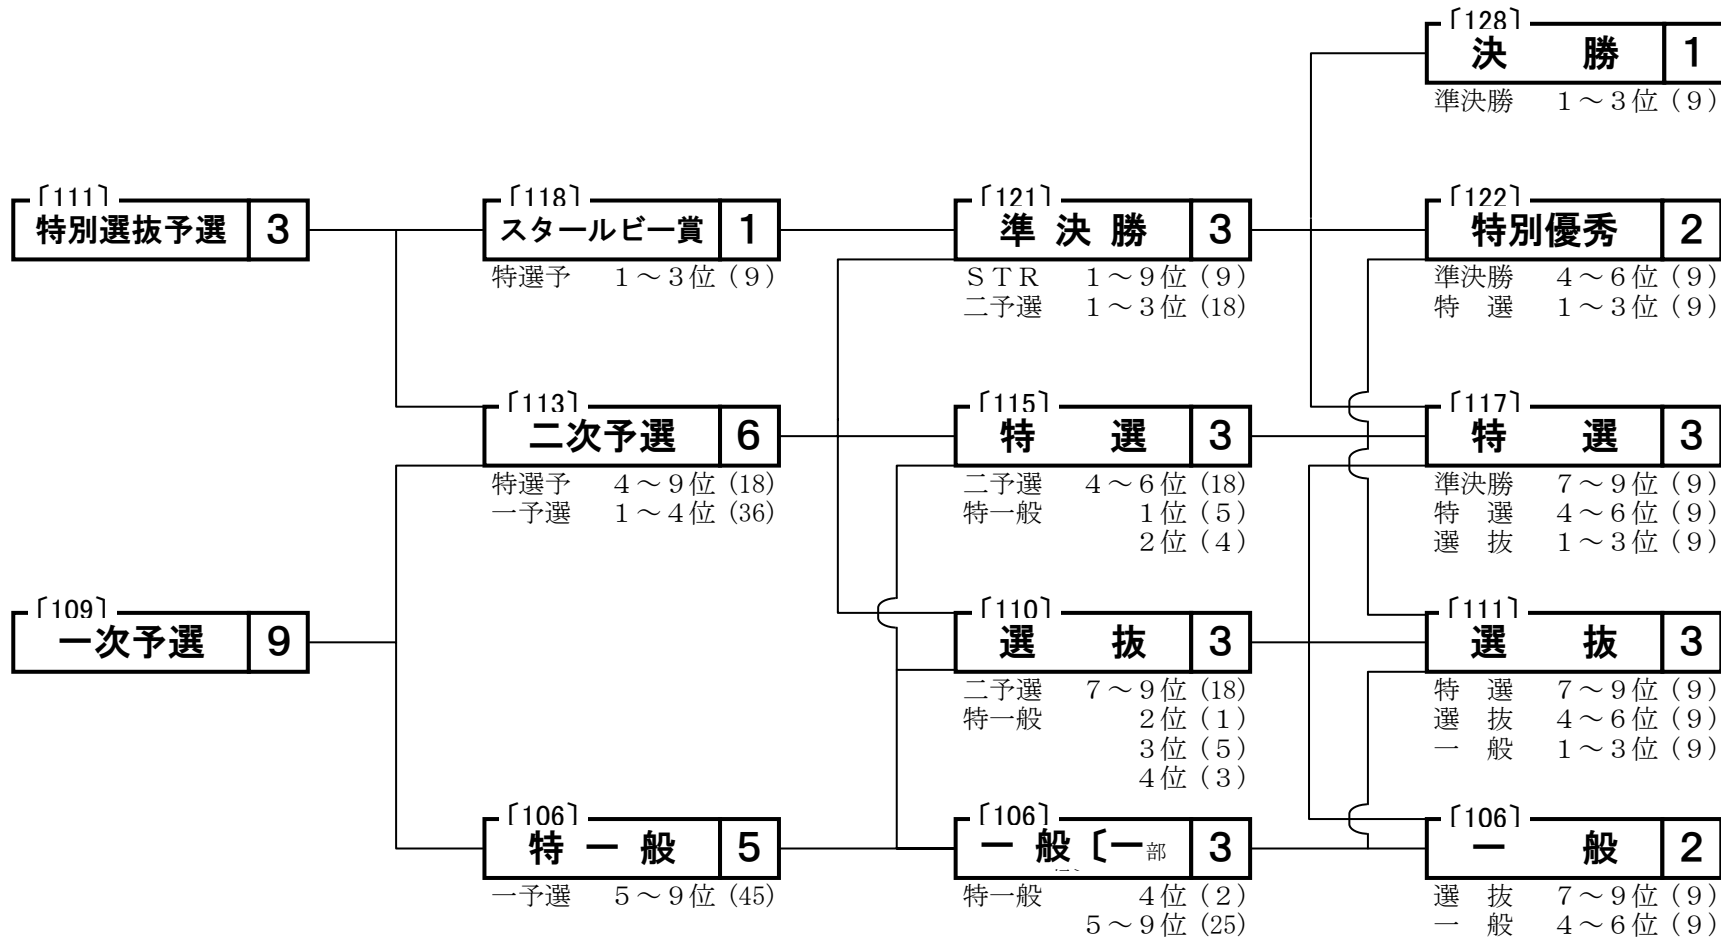 〔111〕
特別選抜予選 3
〔109〕
一次予選 9
〔118〕
スタールビー賞 1
特選予 1～3位 (9)
〔113〕
二次予選 6
特選予 4～9位 (18)
一予選 1～4位 (36)
〔106〕
特一般 5
一予選 5～9位 (45)
〔121〕
準決勝 3
ＳＴＲ 1～9位 (9)
二予選 1～3位 (18)
〔115〕
特選 3
二予選 4～6位 (18)
特一般 1位 (5)
2位 (4)
〔110〕
選抜 3
二予選 7～9位 (18)
特一般 2位 (1)
3位 (5)
4位 (3)
〔106〕
一般〔一部 3
特一般 4位 (2)
5～9位 (25)
〔128〕
決勝 1
準決勝 1～3位 (9)
〔122〕
特別優秀 2
準決勝 4～6位 (9)
特選 1～3位 (9)
〔117〕
特選 3
準決勝 7～9位 (9)
特選 4～6位 (9)
選抜 1～3位 (9)
〔111〕
選抜 3
特選 7～9位 (9)
選抜 4～6位 (9)
一般 1～3位 (9)
〔106〕
一般 2
選抜 7～9位 (9)
一般 4～6位 (9)